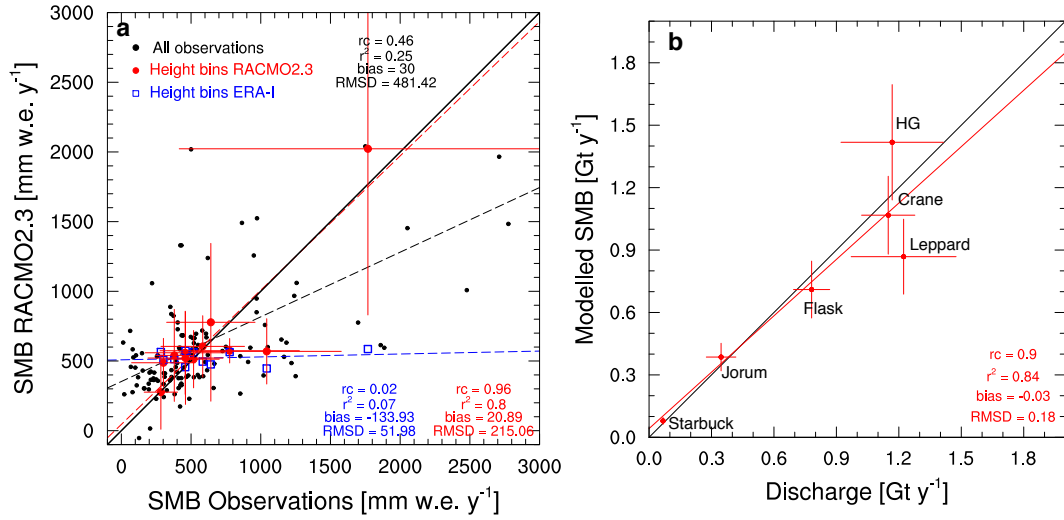 a
All observations
Height bins RACMO2.3
Height bins ERA-I
rc = 0.46
r² = 0.25
bias = 30
RMSD = 481.42
rc = 0.02
r² = 0.07
bias = -133.93
RMSD = 51.98
rc = 0.96
r² = 0.8
bias = 20.89
RMSD = 215.06
3000
2500
2000
1500
1000
500
0
SMB RACMO2.3 [mm w.e. y⁻¹]
0 500 1000 1500 2000 2500 3000
SMB Observations [mm w.e. y⁻¹]
b
HG
Crane
Leppard
Flask
Jorum
Starbuck
rc = 0.9
r² = 0.84
bias = -0.03
RMSD = 0.18
1.8
1.5
1.2
0.9
0.6
0.3
0.0
Modelled SMB [Gt y⁻¹]
0.0 0.3 0.6 0.9 1.2 1.5 1.8
Discharge [Gt y⁻¹]